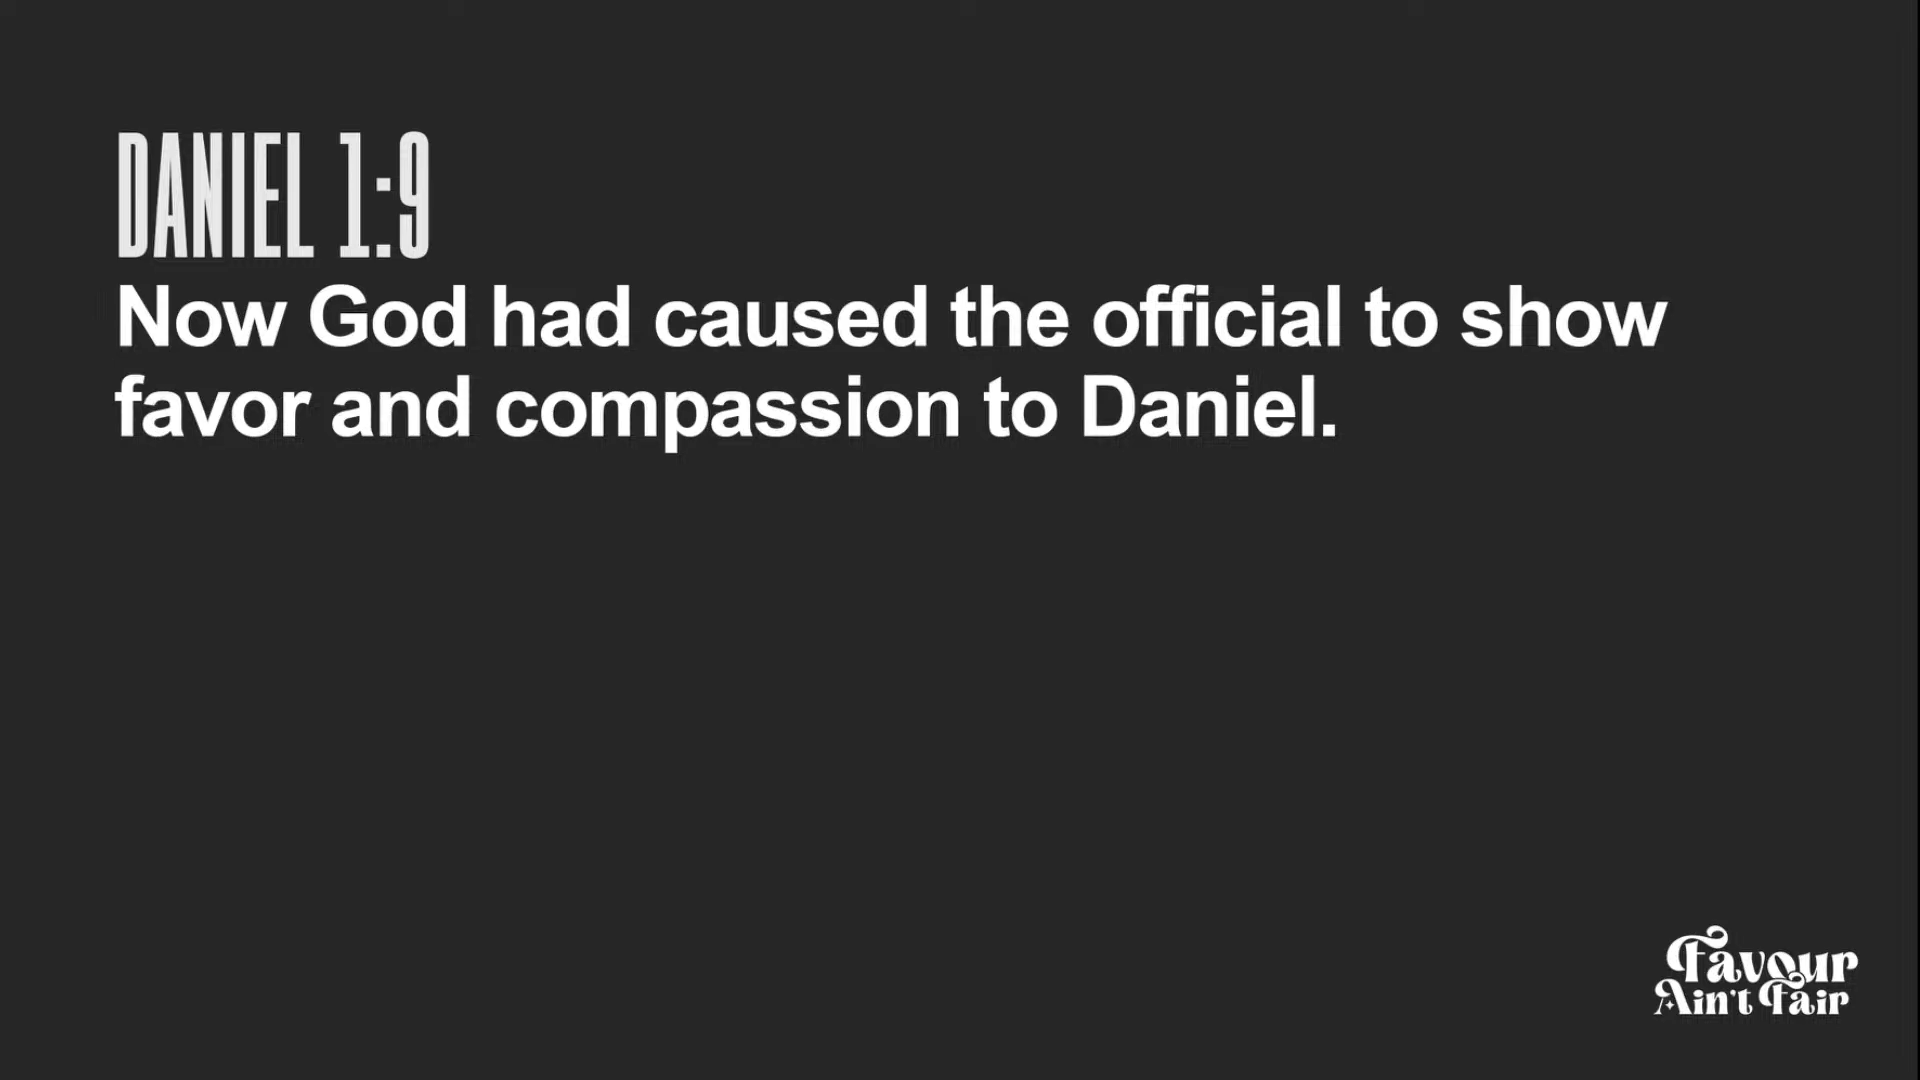 DANIEL 1:9
Now God had caused the official to show
favor and compassion to Daniel.
Favour
Ain't Fair